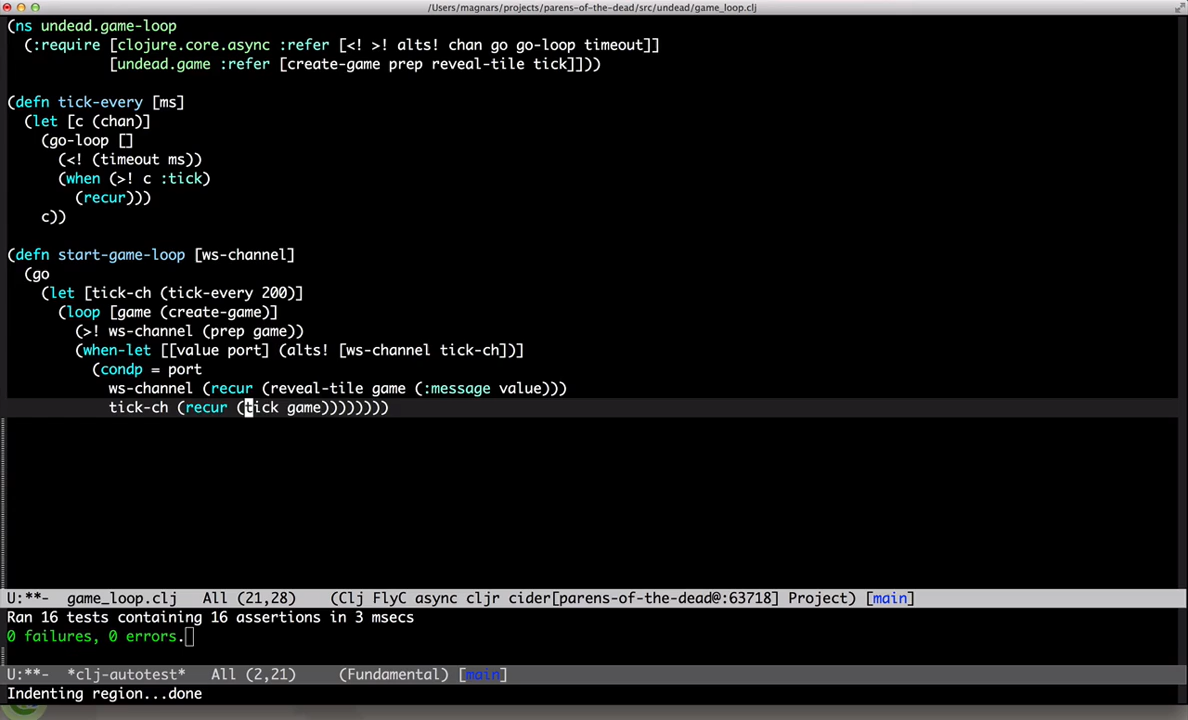 /Users/magnars/projects/parens-of-the-dead/src/undead/game_loop.clj
(ns undead.game-loop
  (:require [clojure.core.async :refer [<! >! alts! chan go go-loop timeout]]
            [undead.game :refer [create-game prep reveal-tile tick]]))

(defn tick-every [ms]
  (let [c (chan)]
    (go-loop []
      (<! (timeout ms))
      (when (>! c :tick)
        (recur)))
    c))

(defn start-game-loop [ws-channel]
  (go
    (let [tick-ch (tick-every 200)]
      (loop [game (create-game)]
        (>! ws-channel (prep game))
        (when-let [[value port] (alts! [ws-channel tick-ch])]
          (condp = port
            ws-channel (recur (reveal-tile game (:message value)))
            tick-ch (recur (tick game))))))))
U:**-  game_loop.clj   All (21,28)    (Clj FlyC async cljr cider[parens-of-the-dead@:63718] Project) [main]
Ran 16 tests containing 16 assertions in 3 msecs
0 failures, 0 errors.
U:**-  *clj-autotest*   All (2,21)     (Fundamental) [main]
Indenting region...done